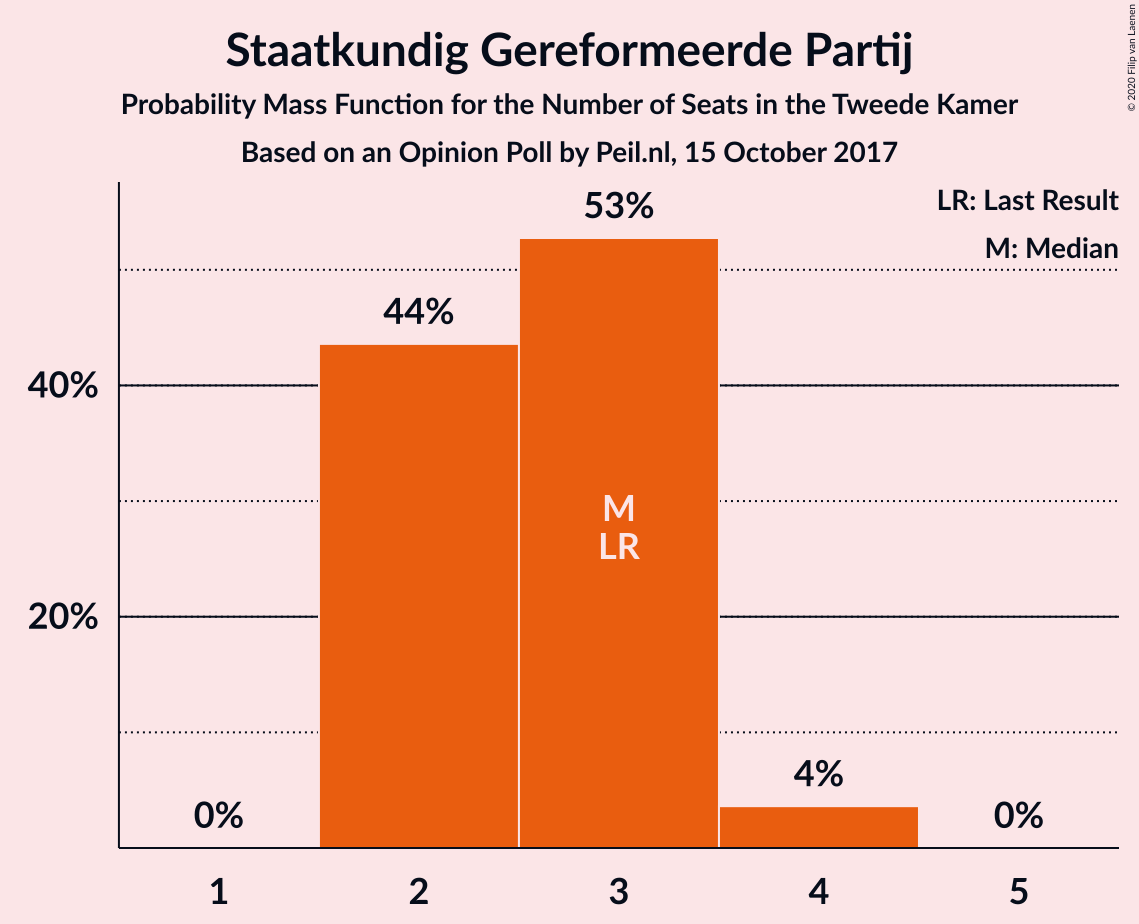 Staatkundig Gereformeerde Partij
Probability Mass Function for the Number of Seats in the Tweede Kamer
Based on an Opinion Poll by Peil.nl, 15 October 2017
© 2020 Filip van Laenen
LR: Last Result
M: Median
53%
44%
40%
M
LR
20%
4%
0%
0%
1 2 3 4 5